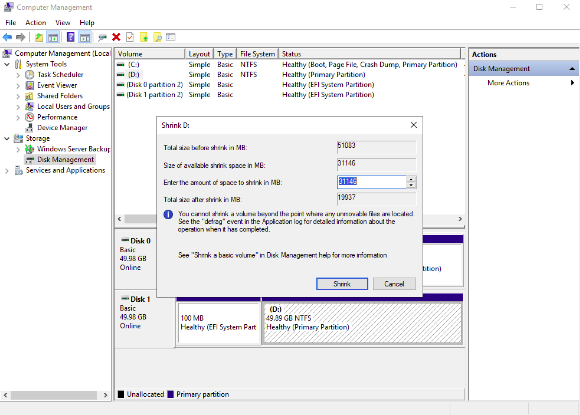 Computer Management
File Action View Help
Computer Management (Local
System Tools
Task Scheduler
Event Viewer
Shared Folders
Local Users and Groups
Performance
Device Manager
Storage
Windows Server Backup
Disk Management
Services and Applications
Volume Layout Type File System Status
(C:) Simple Basic NTFS Healthy (Boot, Page File, Crash Dump, Primary Partition)
(D:) Simple Basic NTFS Healthy (Primary Partition)
(Disk 0 partition 2) Simple Basic Healthy (EFI System Partition)
(Disk 1 partition 2) Simple Basic Healthy (EFI System Partition)
Actions
Disk Management
More Actions
Shrink D:
Total size before shrink in MB: 51083
Size of available shrink space in MB: 31146
Enter the amount of space to shrink in MB: 31146
Total size after shrink in MB: 19937
You cannot shrink a volume beyond the point where any unmovable files are located.
See the "defrag" event in the Application log for detailed information about the
operation when it has completed.
See "Shrink a basic volume" in Disk Management help for more information
Shrink Cancel
Disk 0
Basic
49.98 GB
Online
tition)
Disk 1
Basic
49.98 GB
Online
100 MB
Healthy (EFI System Part
(D:)
49.89 GB NTFS
Healthy (Primary Partition)
Unallocated Primary partition